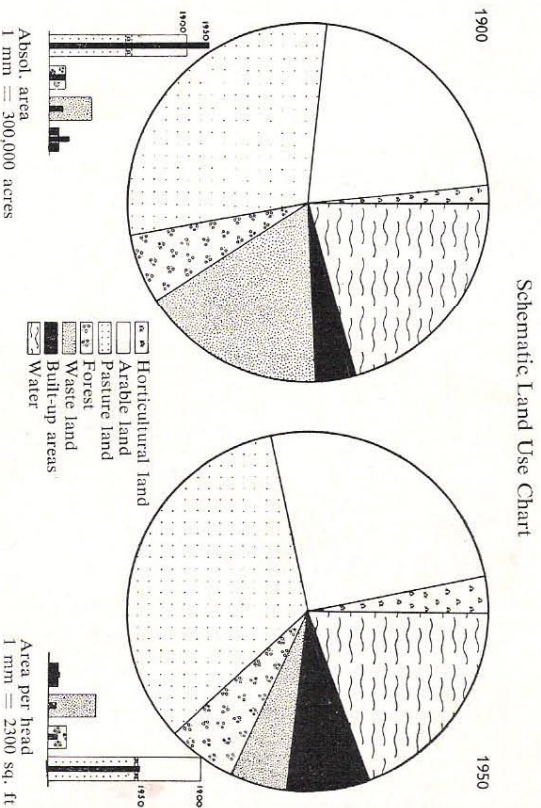 Schematic Land Use Chart
1900
1950
1900
1950
Absol. area
1 mm = 300,000 acres
Horticultural land
Arable land
Pasture land
Forest
Waste land
Built-up areas
Water
1900
1950
Area per head
1 mm = 2300 sq. ft